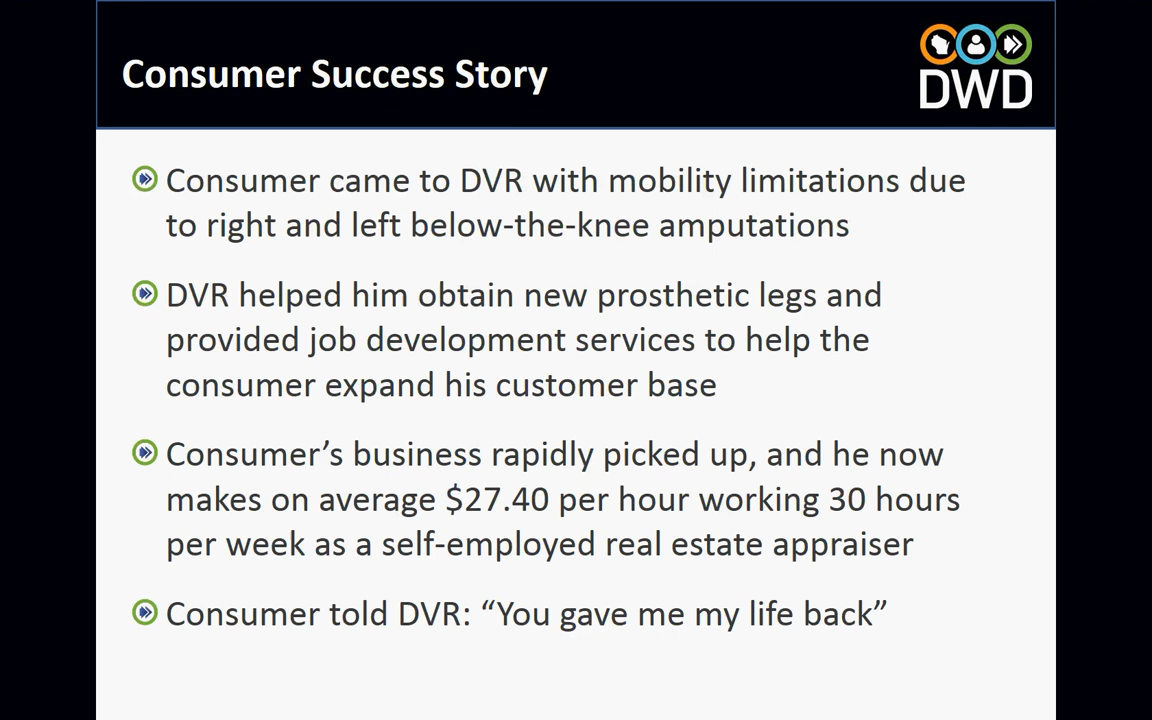 Consumer Success Story
DWD
Consumer came to DVR with mobility limitations due
to right and left below-the-knee amputations
DVR helped him obtain new prosthetic legs and
provided job development services to help the
consumer expand his customer base
Consumer’s business rapidly picked up, and he now
makes on average $27.40 per hour working 30 hours
per week as a self-employed real estate appraiser
Consumer told DVR: “You gave me my life back”